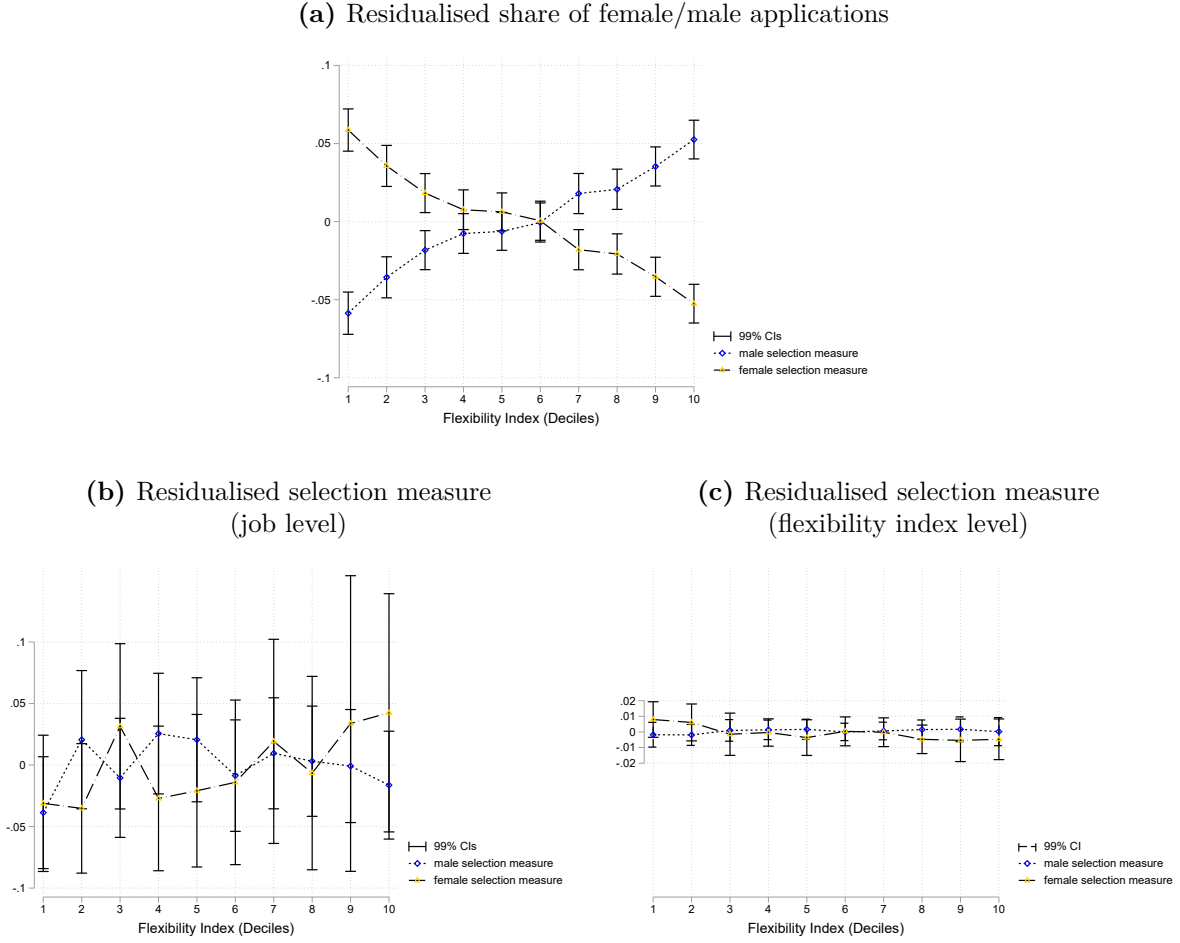 (a) Residualised share of female/male applications
.1
.05
0
-.05
-.1
1 2 3 4 5 6 7 8 9 10
Flexibility Index (Deciles)
99% CIs
male selection measure
female selection measure
(b) Residualised selection measure
(job level)
.1
.05
0
-.05
-.1
1 2 3 4 5 6 7 8 9 10
Flexibility Index (Deciles)
99% CIs
male selection measure
female selection measure
(c) Residualised selection measure
(flexibility index level)
.02
.01
0
-.01
-.02
1 2 3 4 5 6 7 8 9 10
Flexibility Index (Deciles)
99% CI
male selection measure
female selection measure